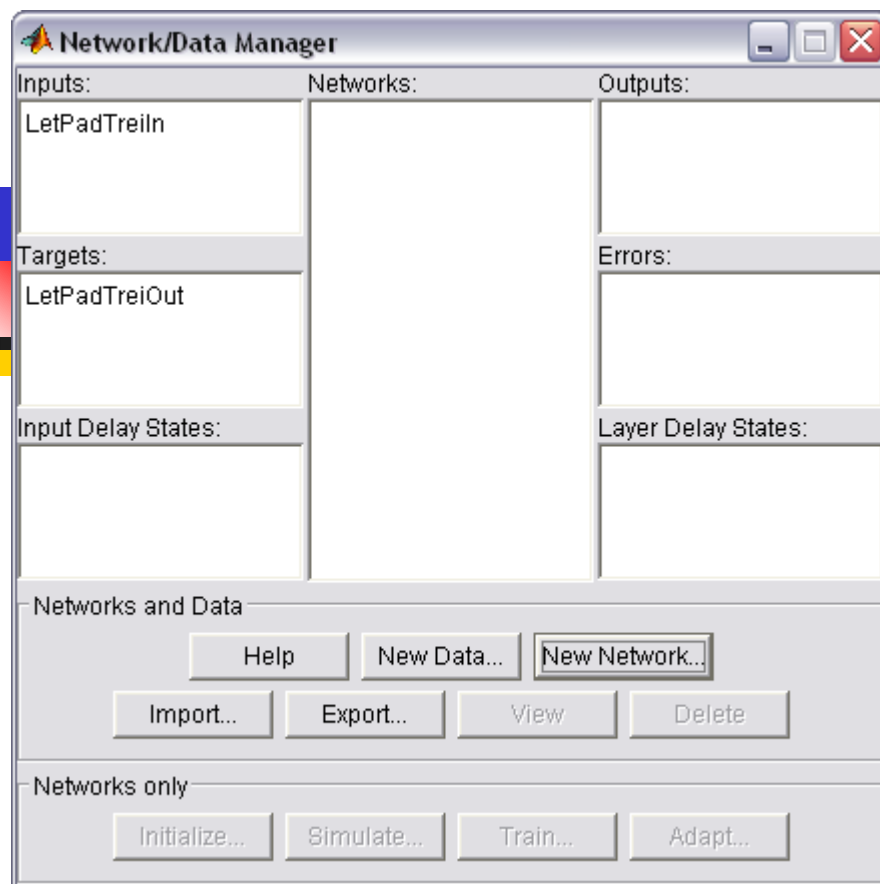 Network/Data Manager
Inputs:
Networks:
Outputs:
LetPadTreiIn
Targets:
Errors:
LetPadTreiOut
Input Delay States:
Layer Delay States:
Networks and Data
Help
New Data...
New Network...
Import...
Export...
View
Delete
Networks only
Initialize...
Simulate...
Train...
Adapt...